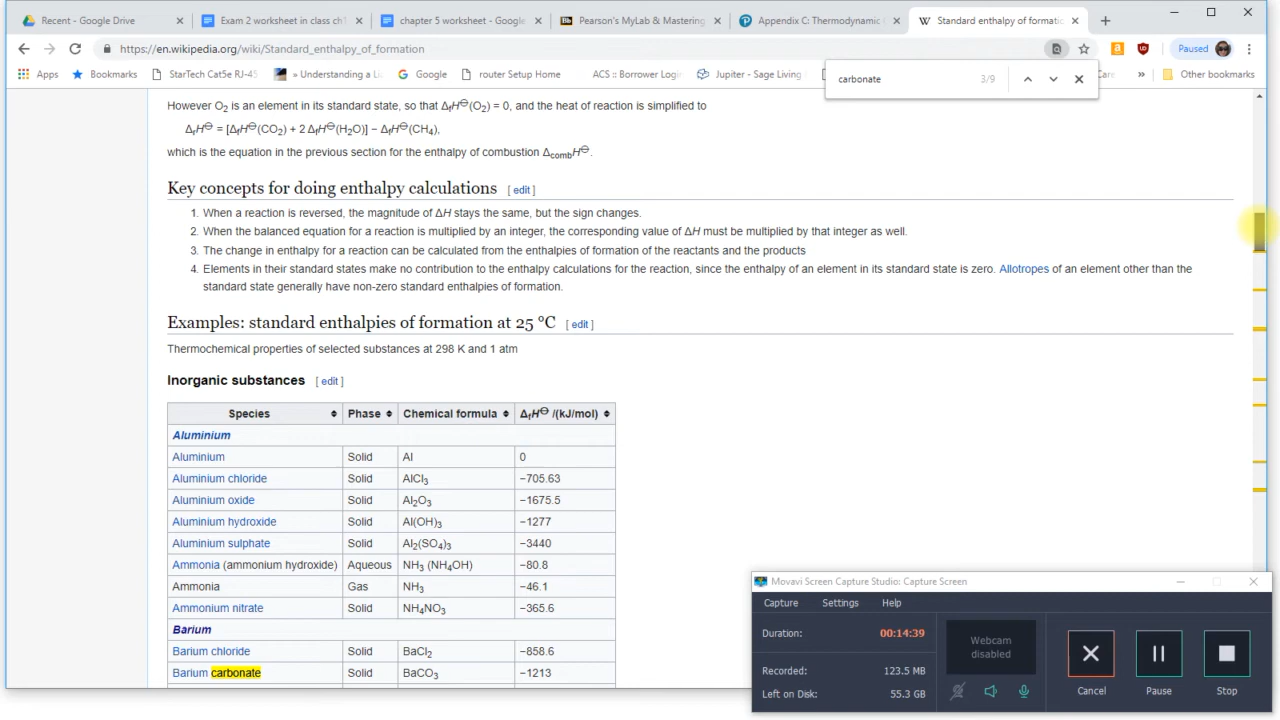 Recent - Google Drive
Exam 2 worksheet in class ch1
chapter 5 worksheet - Google
Pearson's MyLab & Mastering
Appendix C: Thermodynamic
Standard enthalpy of formatio
https://en.wikipedia.org/wiki/Standard_enthalpy_of_formation
Paused
Apps Bookmarks StarTech Cat5e RJ-45 » Understanding a Li Google router Setup Home ACS :: Borrower Logi Jupiter - Sage Living » Other bookmarks
carbonate 3/9
However O₂ is an element in its standard state, so that ΔfH⊖(O₂) = 0, and the heat of reaction is simplified to
ΔrH⊖ = [ΔfH⊖(CO₂) + 2 ΔfH⊖(H₂O)] − ΔfH⊖(CH₄),
which is the equation in the previous section for the enthalpy of combustion ΔcombH⊖.
Key concepts for doing enthalpy calculations [ edit ]
1. When a reaction is reversed, the magnitude of ΔH stays the same, but the sign changes.
2. When the balanced equation for a reaction is multiplied by an integer, the corresponding value of ΔH must be multiplied by that integer as well.
3. The change in enthalpy for a reaction can be calculated from the enthalpies of formation of the reactants and the products
4. Elements in their standard states make no contribution to the enthalpy calculations for the reaction, since the enthalpy of an element in its standard state is zero. Allotropes of an element other than the
standard state generally have non-zero standard enthalpies of formation.
Examples: standard enthalpies of formation at 25 °C [ edit ]
Thermochemical properties of selected substances at 298 K and 1 atm
Inorganic substances [ edit ]
Species Phase Chemical formula ΔfH⊖ /(kJ/mol)
Aluminium
Aluminium Solid Al 0
Aluminium chloride Solid AlCl₃ −705.63
Aluminium oxide Solid Al₂O₃ −1675.5
Aluminium hydroxide Solid Al(OH)₃ −1277
Aluminium sulphate Solid Al₂(SO₄)₃ −3440
Ammonia (ammonium hydroxide) Aqueous NH₃ (NH₄OH) −80.8
Ammonia Gas NH₃ −46.1
Ammonium nitrate Solid NH₄NO₃ −365.6
Barium
Barium chloride Solid BaCl₂ −858.6
Barium carbonate Solid BaCO₃ −1213
Movavi Screen Capture Studio: Capture Screen
Capture Settings Help
Duration: 00:14:39
Recorded: 123.5 MB
Left on Disk: 55.3 GB
Webcam
disabled
Cancel Pause Stop